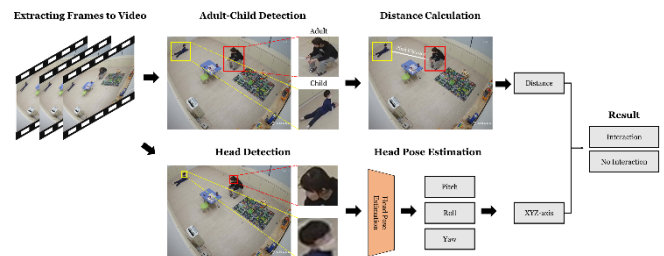 Extracting Frames to Video
Adult-Child Detection
Distance Calculation
Adult
Child
Distance
Result
Interaction
No Interaction
Head Detection
Head Pose Estimation
Head Pose
Estimation
Pitch
Roll
Yaw
XYZ-axis